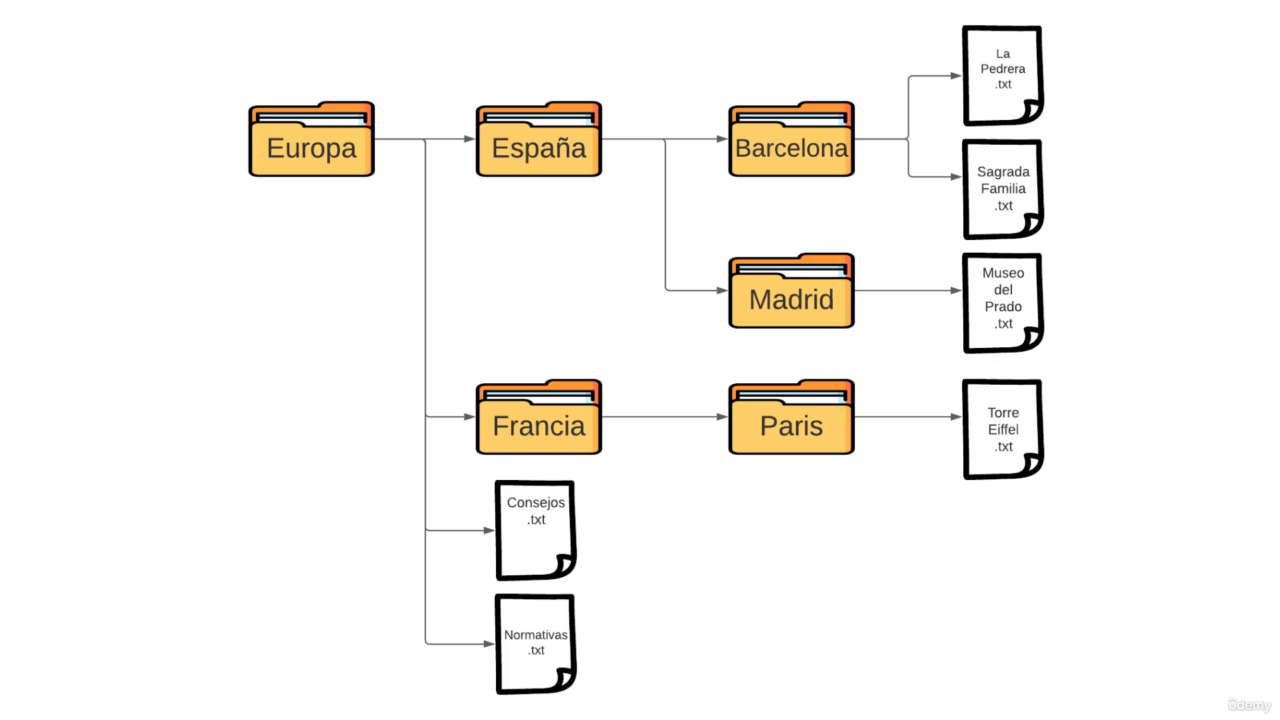 Europa
España
Barcelona
La
Pedrera
.txt
Sagrada
Familia
.txt
Madrid
Museo
del
Prado
.txt
Francia
Paris
Torre
Eiffel
.txt
Consejos
.txt
Normativas
.txt
ûdemy